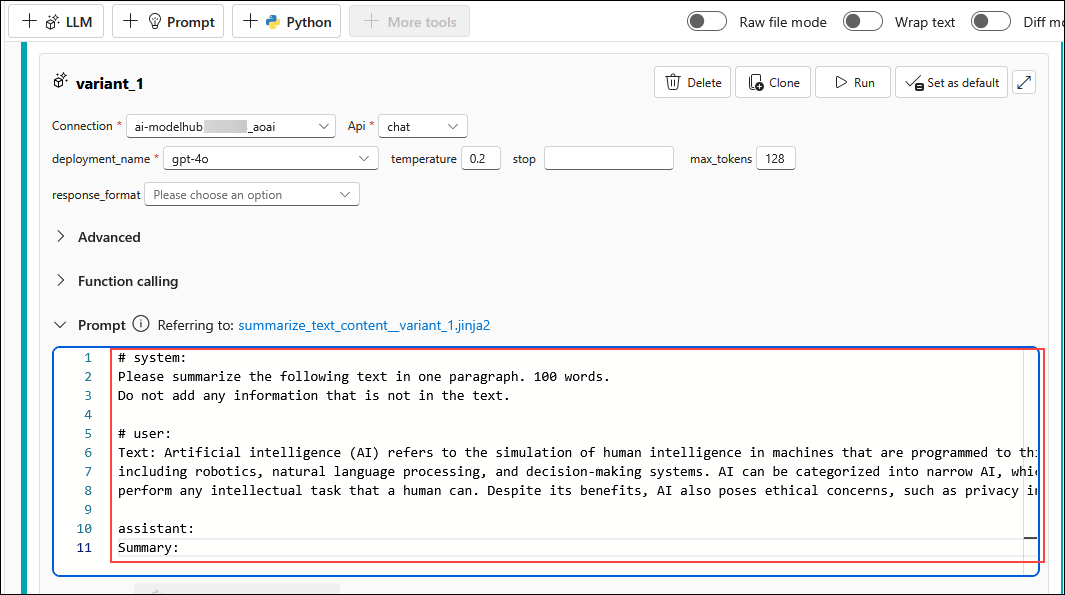 LLM Prompt Python More tools Raw file mode Wrap text Diff mo
variant_1 Delete Clone Run Set as default
Connection * ai-modelhub _aoai Api * chat
deployment_name * gpt-4o temperature 0.2 stop max_tokens 128
response_format Please choose an option
Advanced
Function calling
Prompt Referring to: summarize_text_content__variant_1.jinja2
1 # system:
2 Please summarize the following text in one paragraph. 100 words.
3 Do not add any information that is not in the text.
4
5 # user:
6 Text: Artificial intelligence (AI) refers to the simulation of human intelligence in machines that are programmed to thi
7 including robotics, natural language processing, and decision-making systems. AI can be categorized into narrow AI, whic
8 perform any intellectual task that a human can. Despite its benefits, AI also poses ethical concerns, such as privacy in
9
10 assistant:
11 Summary: